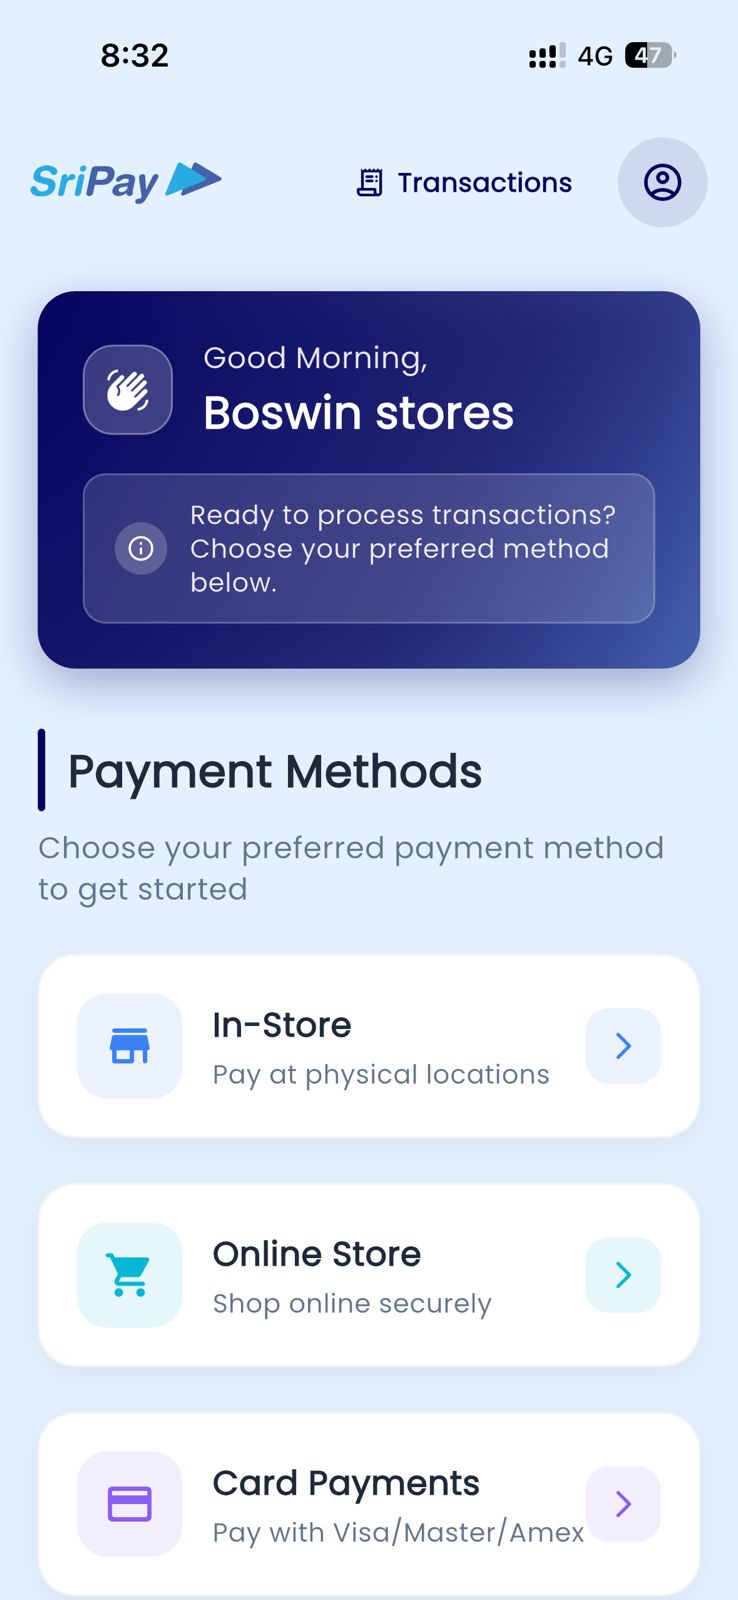 8:32
4G
47
SriPay
Transactions
Good Morning,
Boswin stores
Ready to process transactions?
Choose your preferred method
below.
Payment Methods
Choose your preferred payment method
to get started
In-Store
Pay at physical locations
Online Store
Shop online securely
Card Payments
Pay with Visa/Master/Amex